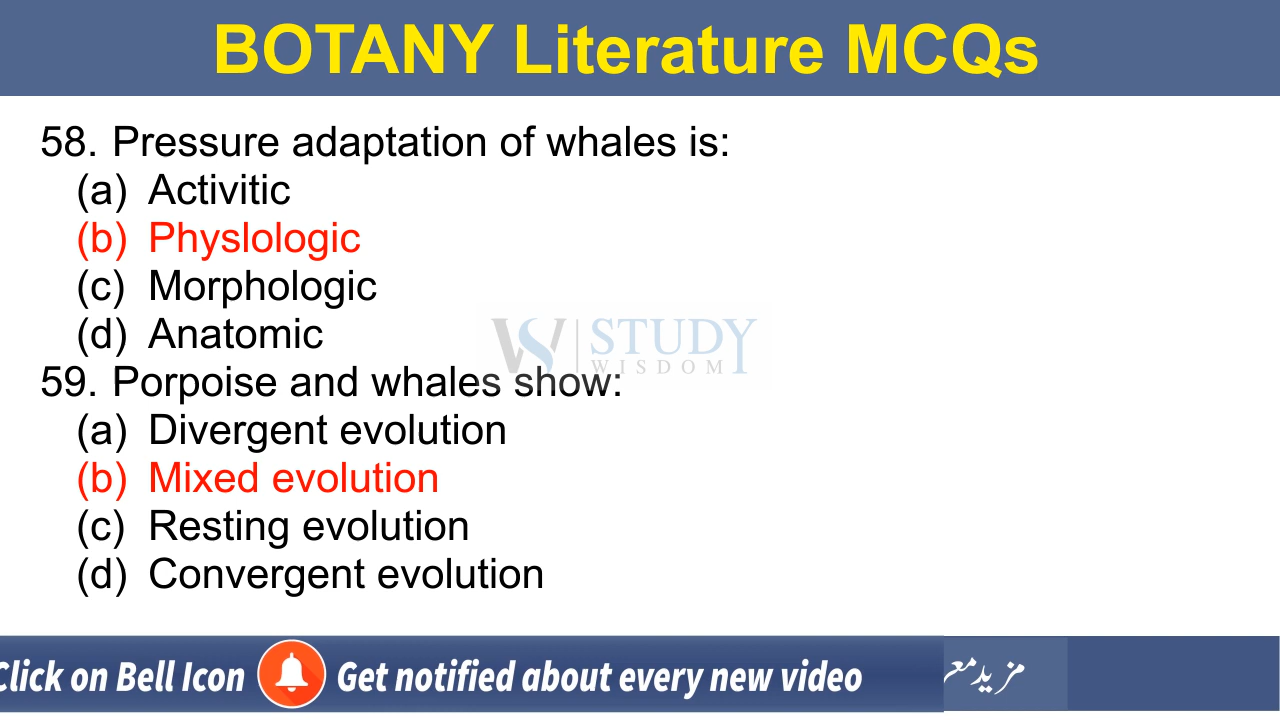 BOTANY Literature MCQs
58. Pressure adaptation of whales is:
(a) Activitic
(b) Physlologic
(c) Morphologic
(d) Anatomic
WS STUDY
WISDOM
59. Porpoise and whales show:
(a) Divergent evolution
(b) Mixed evolution
(c) Resting evolution
(d) Convergent evolution
Click on Bell Icon Get notified about every new video مزید